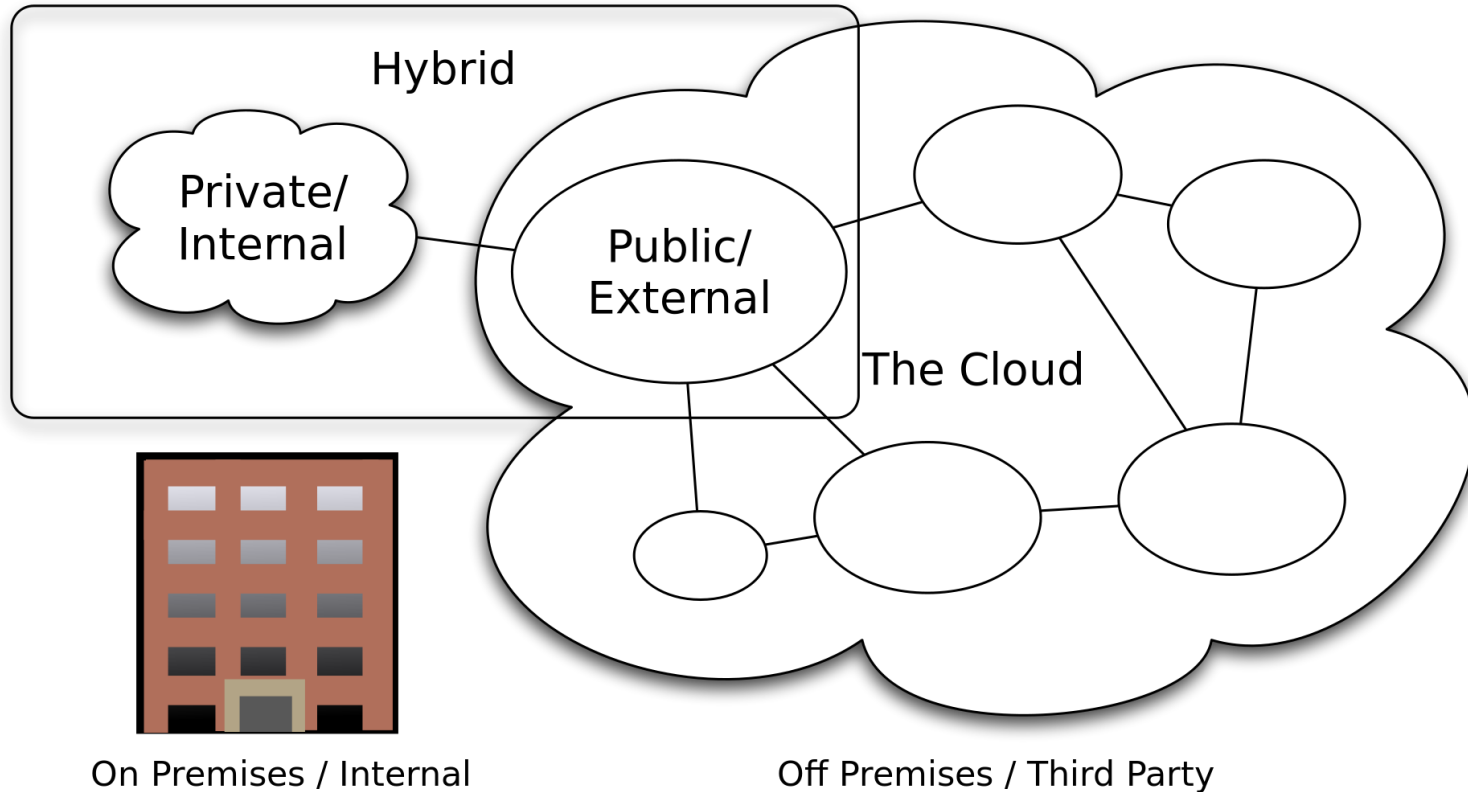 Hybrid
Private/
Internal
Public/
External
The Cloud
On Premises / Internal
Off Premises / Third Party